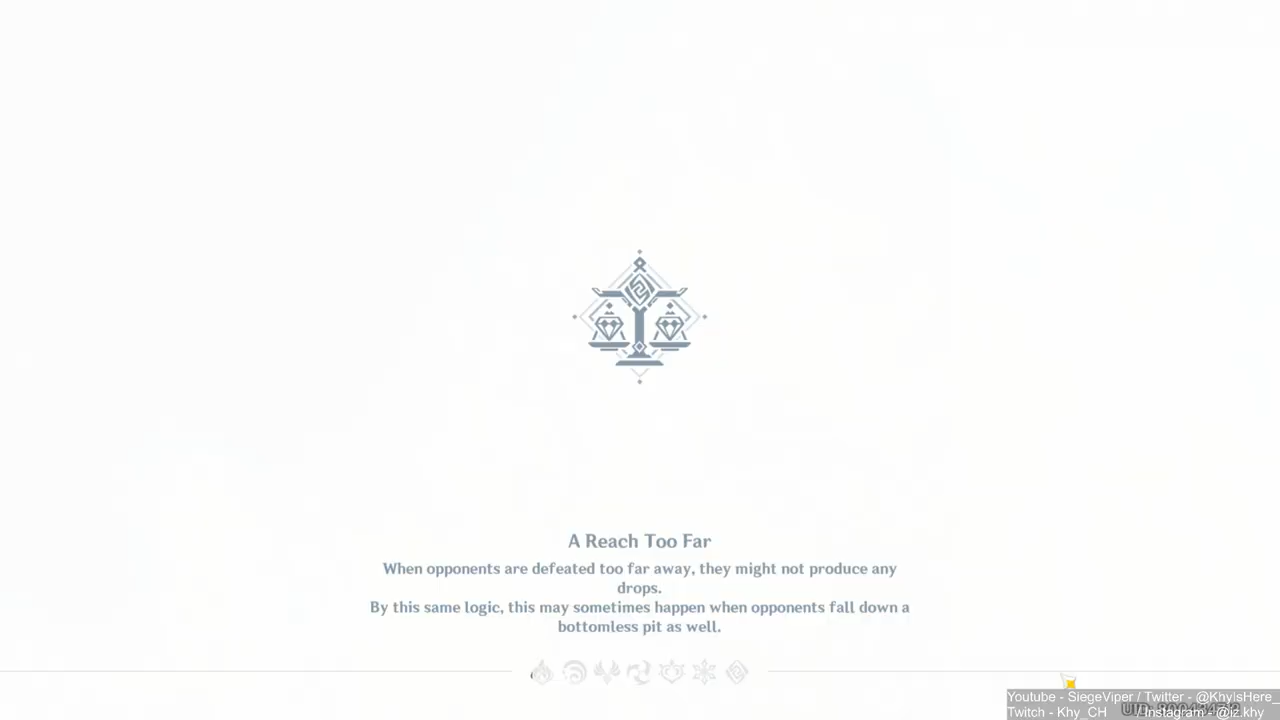 A Reach Too Far
When opponents are defeated too far away, they might not produce any
drops.
By this same logic, this may sometimes happen when opponents fall down a
bottomless pit as well.
Youtube - SiegeViper / Twitter - @KhyIsHere_
Twitch - Khy_CH / Instagram - @iz.khy
UID: